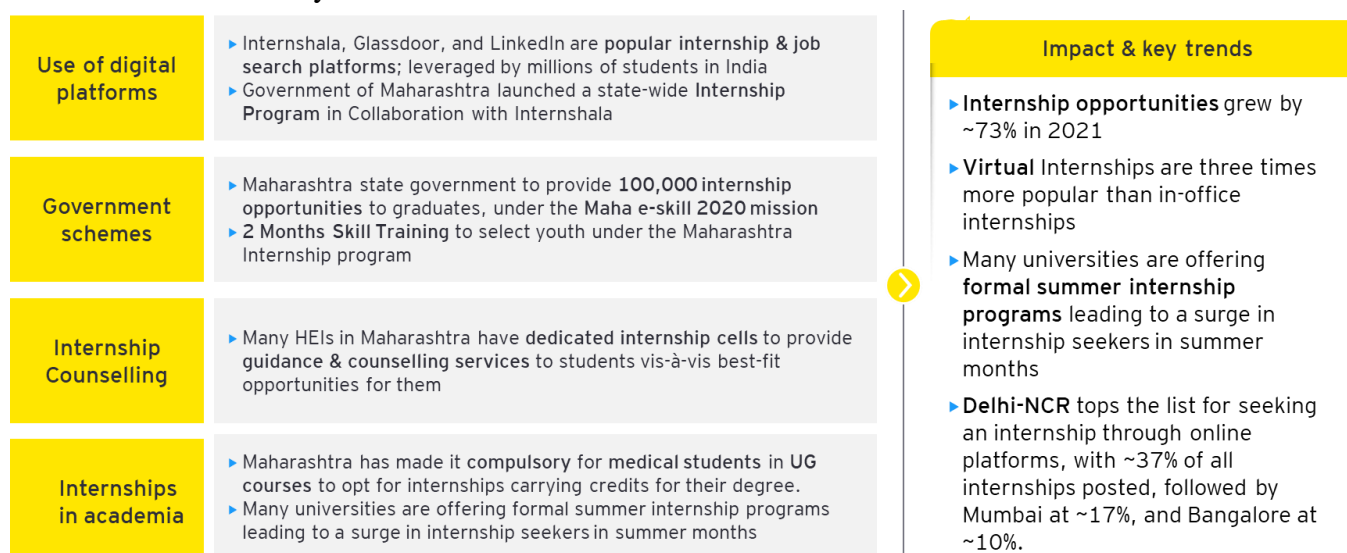 Use of digital
platforms
▸ Internshala, Glassdoor, and LinkedIn are popular internship & job
search platforms; leveraged by millions of students in India
▸ Government of Maharashtra launched a state-wide Internship
Program in Collaboration with Internshala
Government
schemes
▸ Maharashtra state government to provide 100,000 internship
opportunities to graduates, under the Maha e-skill 2020 mission
▸ 2 Months Skill Training to select youth under the Maharashtra
Internship program
Internship
Counselling
▸ Many HEIs in Maharashtra have dedicated internship cells to provide
guidance & counselling services to students vis-à-vis best-fit
opportunities for them
Internships
in academia
▸ Maharashtra has made it compulsory for medical students in UG
courses to opt for internships carrying credits for their degree.
▸ Many universities are offering formal summer internship programs
leading to a surge in internship seekers in summer months
Impact & key trends
▸ Internship opportunities grew by
~73% in 2021
▸ Virtual Internships are three times
more popular than in-office
internships
▸ Many universities are offering
formal summer internship
programs leading to a surge in
internship seekers in summer
months
▸ Delhi-NCR tops the list for seeking
an internship through online
platforms, with ~37% of all
internships posted, followed by
Mumbai at ~17%, and Bangalore at
~10%.